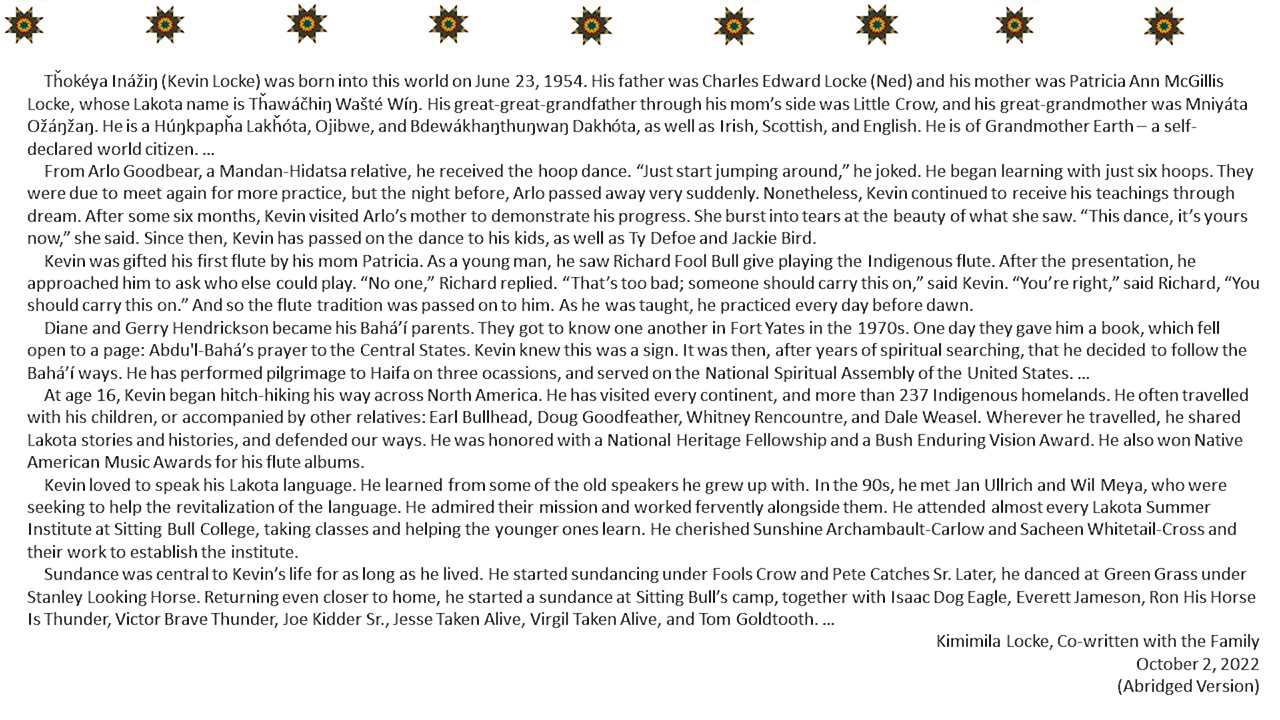 Tȟokéya Inážiŋ (Kevin Locke) was born into this world on June 23, 1954. His father was Charles Edward Locke (Ned) and his mother was Patricia Ann McGillis
Locke, whose Lakota name is Tȟawáčhiŋ Wašté Wíŋ. His great-great-grandfather through his mom’s side was Little Crow, and his great-grandmother was Mniyáta
Ožáŋžaŋ. He is a Húŋkpapȟa Lakȟóta, Ojibwe, and Bdewákhaŋthuŋwaŋ Dakhóta, as well as Irish, Scottish, and English. He is of Grandmother Earth – a self-
declared world citizen. ...
From Arlo Goodbear, a Mandan-Hidatsa relative, he received the hoop dance. “Just start jumping around,” he joked. He began learning with just six hoops. They
were due to meet again for more practice, but the night before, Arlo passed away very suddenly. Nonetheless, Kevin continued to receive his teachings through
dream. After some six months, Kevin visited Arlo’s mother to demonstrate his progress. She burst into tears at the beauty of what she saw. “This dance, it’s yours
now,” she said. Since then, Kevin has passed on the dance to his kids, as well as Ty Defoe and Jackie Bird.
Kevin was gifted his first flute by his mom Patricia. As a young man, he saw Richard Fool Bull give playing the Indigenous flute. After the presentation, he
approached him to ask who else could play. “No one,” Richard replied. “That’s too bad; someone should carry this on,” said Kevin. “You’re right,” said Richard, “You
should carry this on.” And so the flute tradition was passed on to him. As he was taught, he practiced every day before dawn.
Diane and Gerry Hendrickson became his Bahá’í parents. They got to know one another in Fort Yates in the 1970s. One day they gave him a book, which fell
open to a page: Abdu'l-Bahá’s prayer to the Central States. Kevin knew this was a sign. It was then, after years of spiritual searching, that he decided to follow the
Bahá’í ways. He has performed pilgrimage to Haifa on three ocassions, and served on the National Spiritual Assembly of the United States. ...
At age 16, Kevin began hitch-hiking his way across North America. He has visited every continent, and more than 237 Indigenous homelands. He often travelled
with his children, or accompanied by other relatives: Earl Bullhead, Doug Goodfeather, Whitney Rencountre, and Dale Weasel. Wherever he travelled, he shared
Lakota stories and histories, and defended our ways. He was honored with a National Heritage Fellowship and a Bush Enduring Vision Award. He also won Native
American Music Awards for his flute albums.
Kevin loved to speak his Lakota language. He learned from some of the old speakers he grew up with. In the 90s, he met Jan Ullrich and Wil Meya, who were
seeking to help the revitalization of the language. He admired their mission and worked fervently alongside them. He attended almost every Lakota Summer
Institute at Sitting Bull College, taking classes and helping the younger ones learn. He cherished Sunshine Archambault-Carlow and Sacheen Whitetail-Cross and
their work to establish the institute.
Sundance was central to Kevin’s life for as long as he lived. He started sundancing under Fools Crow and Pete Catches Sr. Later, he danced at Green Grass under
Stanley Looking Horse. Returning even closer to home, he started a sundance at Sitting Bull’s camp, together with Isaac Dog Eagle, Everett Jameson, Ron His Horse
Is Thunder, Victor Brave Thunder, Joe Kidder Sr., Jesse Taken Alive, Virgil Taken Alive, and Tom Goldtooth. ...
Kimimila Locke, Co-written with the Family
October 2, 2022
(Abridged Version)